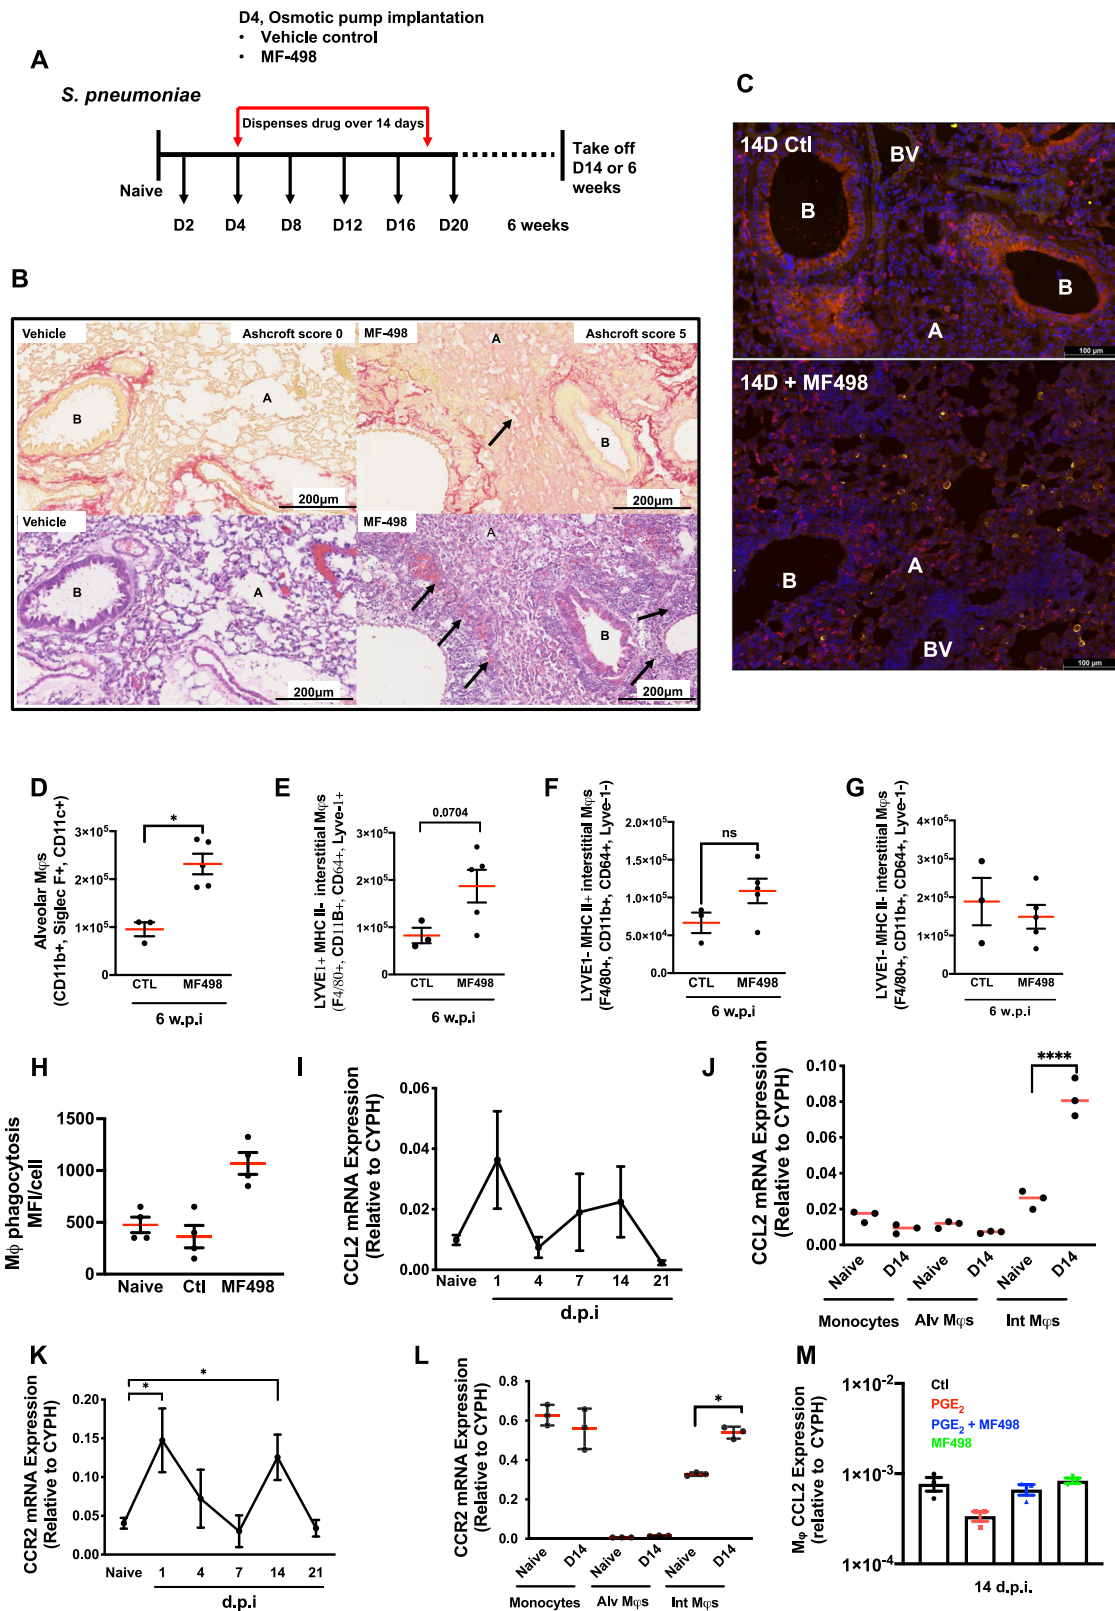 D4, Osmotic pump implantation
• Vehicle control
• MF-498
A
S. pneumoniae
Dispenses drug over 14 days
Naive
D2 D4 D8 D12 D16 D20 6 weeks
Take off
D14 or 6
weeks
B
Vehicle
Ashcroft score 0
B
A
200µm
MF-498
Ashcroft score 5
A
B
200µm
Vehicle
B
A
200µm
MF-498
A
B
200µm
C
14D Ctl
BV
B
B
A
100 µm
14D + MF498
B
A
BV
100 µm
D
Alveolar Mφs
(CD11b+, Siglec F+, CD11c+)
3×10⁵
2×10⁵
1×10⁵
0
*
CTL MF498
6 w.p.i
E
LYVE1+ MHC II- interstitial Mφs
(F4/80+, CD11B+, CD64+, Lyve-1+
3×10⁵
2×10⁵
1×10⁵
0
0.0704
CTL MF498
6 w.p.i
F
LYVE1- MHC II+ interstitial Mφs
(F4/80+, CD11b+, CD64+, Lyve-1-)
2.0×10⁵
1.5×10⁵
1.0×10⁵
5.0×10⁴
0.0
ns
CTL MF498
6 w.p.i
G
LYVE1- MHC II- interstitial Mφs
(F4/80+, CD11b+, CD64+, Lyve-1-)
4×10⁵
3×10⁵
2×10⁵
1×10⁵
0
CTL MF498
6 w.p.i
H
Mφ phagocytosis
MFI/cell
1500
1000
500
0
Naive Ctl MF498
I
CCL2 mRNA Expression
(Relative to CYPH)
0.06
0.04
0.02
0.00
Naive 1 4 7 14 21
d.p.i
J
CCL2 mRNA Expression
(Relative to CYPH)
0.10
0.08
0.06
0.04
0.02
0.00
****
Naive D14 Naive D14 Naive D14
Monocytes Alv Mφs Int Mφs
K
CCR2 mRNA Expression
(Relative to CYPH)
0.20
0.15
0.10
0.05
0.00
*
*
Naive 1 4 7 14 21
d.p.i
L
CCR2 mRNA Expression
(Relative to CYPH)
0.8
0.6
0.4
0.2
0.0
*
Naive D14 Naive D14 Naive D14
Monocytes Alv Mφs Int Mφs
M
Mφ CCL2 Expression
(relative to CYPH)
1×10⁻²
1×10⁻³
1×10⁻⁴
Ctl
PGE₂
PGE₂ + MF498
MF498
14 d.p.i.